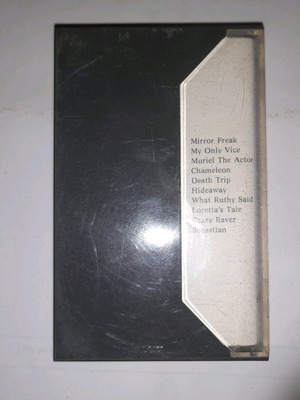 Mirror Freak
My Only Vice
Muriel The Actor
Chameleon
Death Trip
Hideaway
What Ruthy Said
Loretta's Tale
Crazy Raver
Sebastian